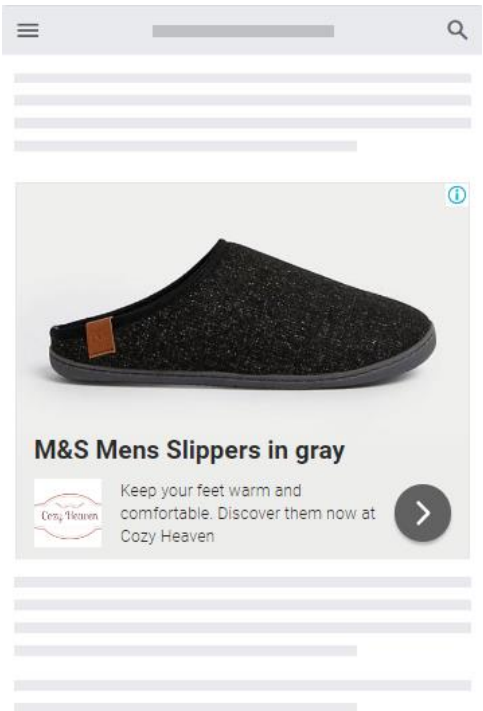 M&S Mens Slippers in gray
Cozy Heaven
Keep your feet warm and
comfortable. Discover them now at
Cozy Heaven